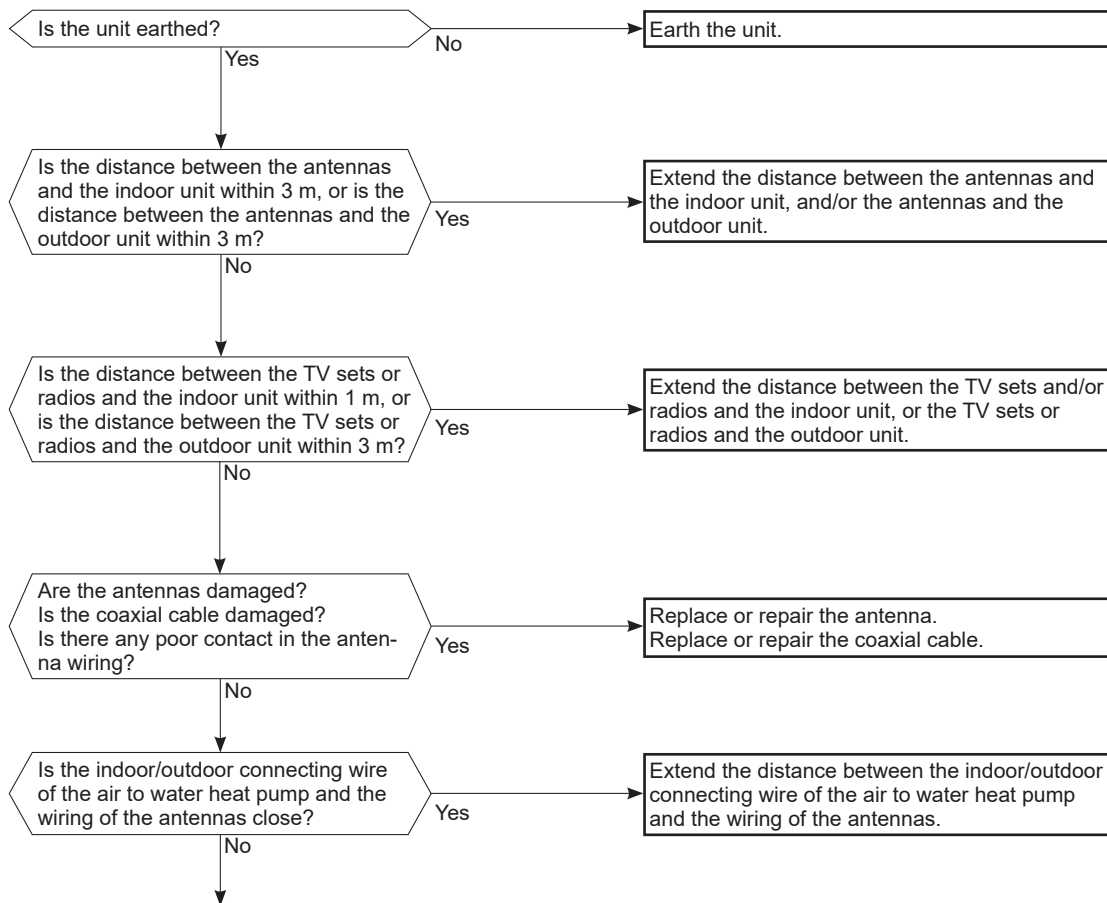 Is the unit earthed?
No
Earth the unit.
Yes
Is the distance between the antennas
and the indoor unit within 3 m, or is the
distance between the antennas and the
outdoor unit within 3 m?
Yes
Extend the distance between the antennas and
the indoor unit, and/or the antennas and the
outdoor unit.
No
Is the distance between the TV sets or
radios and the indoor unit within 1 m, or
is the distance between the TV sets or
radios and the outdoor unit within 3 m?
Yes
Extend the distance between the TV sets and/or
radios and the indoor unit, or the TV sets or
radios and the outdoor unit.
No
Are the antennas damaged?
Is the coaxial cable damaged?
Is there any poor contact in the anten-
na wiring?
Yes
Replace or repair the antenna.
Replace or repair the coaxial cable.
No
Is the indoor/outdoor connecting wire
of the air to water heat pump and the
wiring of the antennas close?
Yes
Extend the distance between the indoor/outdoor
connecting wire of the air to water heat pump
and the wiring of the antennas.
No